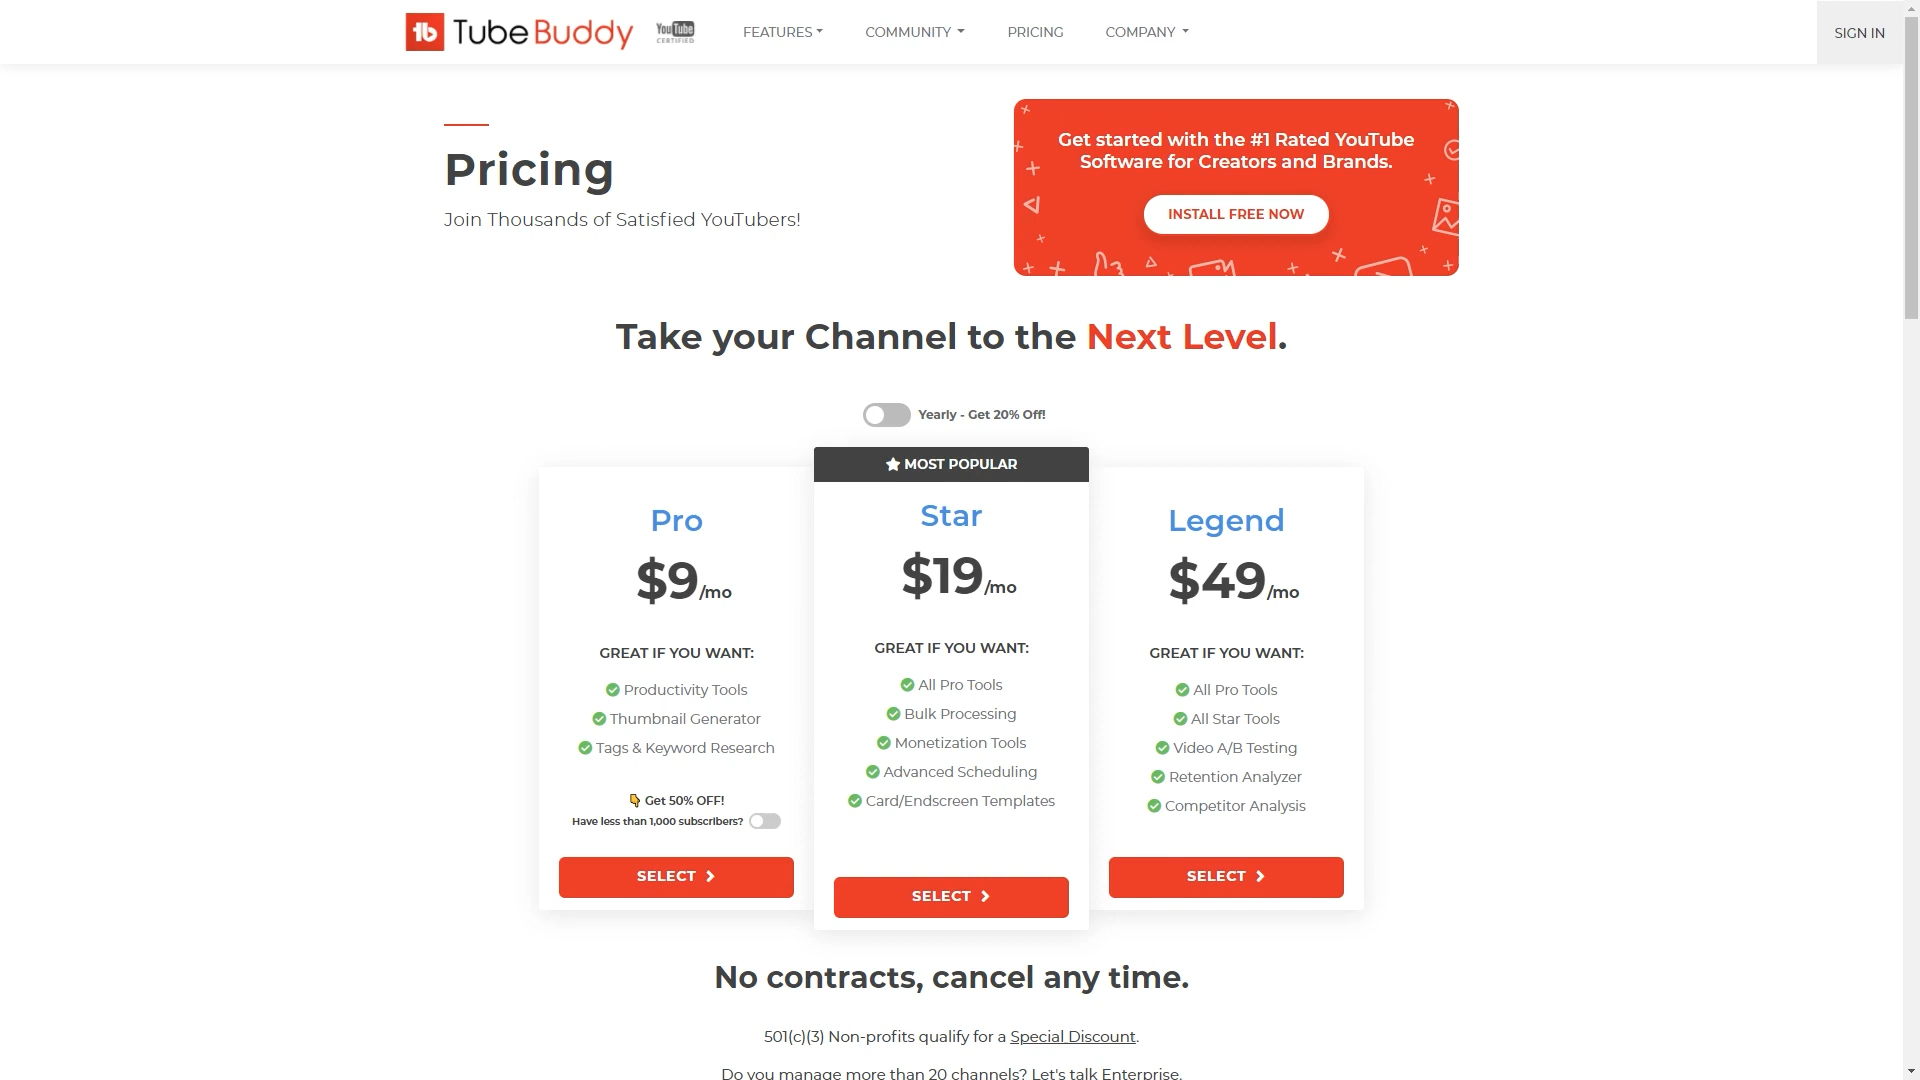 TubeBuddy
YouTube
CERTIFIED
FEATURES
COMMUNITY
PRICING
COMPANY
SIGN IN
Pricing
Join Thousands of Satisfied YouTubers!
Get started with the #1 Rated YouTube
Software for Creators and Brands.
INSTALL FREE NOW
Take your Channel to the Next Level.
Yearly - Get 20% Off!
Pro
$9/mo
GREAT IF YOU WANT:
Productivity Tools
Thumbnail Generator
Tags & Keyword Research
Get 50% OFF!
Have less than 1,000 subscribers?
SELECT
MOST POPULAR
Star
$19/mo
GREAT IF YOU WANT:
All Pro Tools
Bulk Processing
Monetization Tools
Advanced Scheduling
Card/Endscreen Templates
SELECT
Legend
$49/mo
GREAT IF YOU WANT:
All Pro Tools
All Star Tools
Video A/B Testing
Retention Analyzer
Competitor Analysis
SELECT
No contracts, cancel any time.
501(c)(3) Non-profits qualify for a Special Discount.
Do you manage more than 20 channels? Let's talk Enterprise.